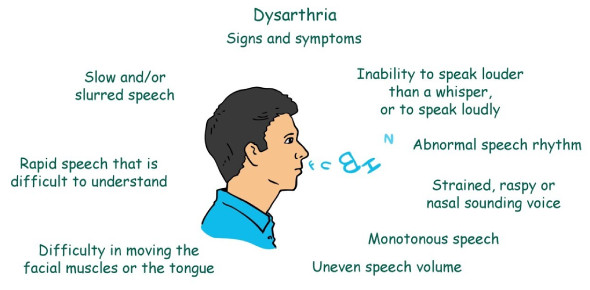 Dysarthria
Signs and symptoms
Slow and/or
slurred speech
Inability to speak louder
than a whisper,
or to speak loudly
Abnormal speech rhythm
Rapid speech that is
difficult to understand
Strained, raspy or
nasal sounding voice
Monotonous speech
Difficulty in moving the
facial muscles or the tongue
Uneven speech volume
F C B H N